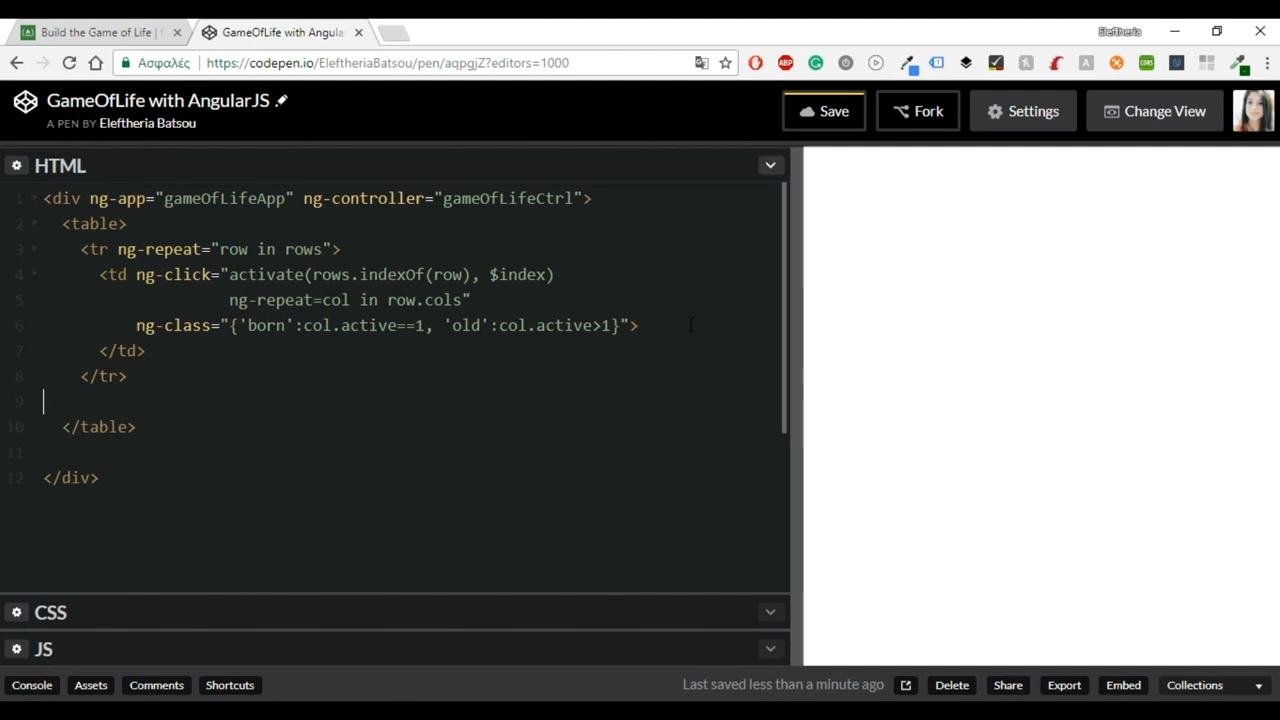 Build the Game of Life | f
GameOfLife with Angula
Eleftheria
Ασφαλές
https://codepen.io/EleftheriaBatsou/pen/aqpgjZ?editors=1000
ABP
GameOfLife with AngularJS
A PEN BY Eleftheria Batsou
Save
Fork
Settings
Change View
HTML
1 <div ng-app="gameOfLifeApp" ng-controller="gameOfLifeCtrl">
2 <table>
3 <tr ng-repeat="row in rows">
4 <td ng-click="activate(rows.indexOf(row), $index)
5 ng-repeat=col in row.cols"
6 ng-class="{'born':col.active==1, 'old':col.active>1}">
7 </td>
8 </tr>
9
10 </table>
11
12 </div>
CSS
JS
Console
Assets
Comments
Shortcuts
Last saved less than a minute ago
Delete
Share
Export
Embed
Collections